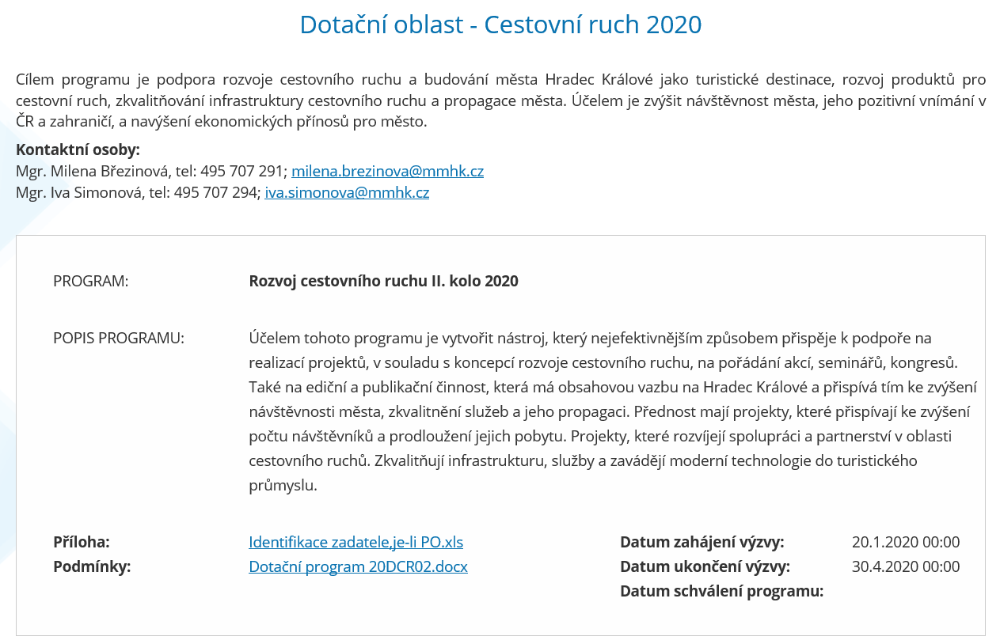 Dotační oblast - Cestovní ruch 2020
Cílem programu je podpora rozvoje cestovního ruchu a budování města Hradec Králové jako turistické destinace, rozvoj produktů pro
cestovní ruch, zkvalitňování infrastruktury cestovního ruchu a propagace města. Účelem je zvýšit návštěvnost města, jeho pozitivní vnímání v
ČR a zahraničí, a navýšení ekonomických přínosů pro město.
Kontaktní osoby:
Mgr. Milena Březinová, tel: 495 707 291; milena.brezinova@mmhk.cz
Mgr. Iva Simonová, tel: 495 707 294; iva.simonova@mmhk.cz
PROGRAM: Rozvoj cestovního ruchu II. kolo 2020
POPIS PROGRAMU: Účelem tohoto programu je vytvořit nástroj, který nejefektivnějším způsobem přispěje k podpoře na
realizací projektů, v souladu s koncepcí rozvoje cestovního ruchu, na pořádání akcí, seminářů, kongresů.
Také na ediční a publikační činnost, která má obsahovou vazbu na Hradec Králové a přispívá tím ke zvýšení
návštěvnosti města, zkvalitnění služeb a jeho propagaci. Přednost mají projekty, které přispívají ke zvýšení
počtu návštěvníků a prodloužení jejich pobytu. Projekty, které rozvíjejí spolupráci a partnerství v oblasti
cestovního ruchů. Zkvalitňují infrastrukturu, služby a zavádějí moderní technologie do turistického
průmyslu.
Příloha: Identifikace zadatele,je-li PO.xls Datum zahájení výzvy: 20.1.2020 00:00
Podmínky: Dotační program 20DCR02.docx Datum ukončení výzvy: 30.4.2020 00:00
Datum schválení programu: